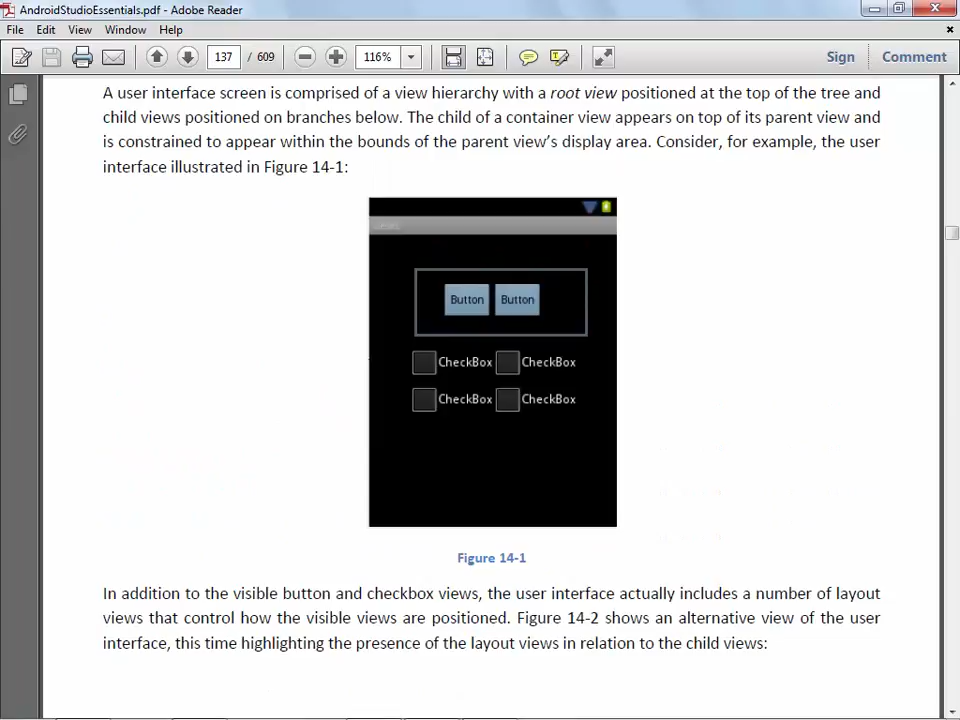 AndroidStudioEssentials.pdf - Adobe Reader
File Edit View Window Help
137 / 609 116% Sign Comment
A user interface screen is comprised of a view hierarchy with a root view positioned at the top of the tree and
child views positioned on branches below. The child of a container view appears on top of its parent view and
is constrained to appear within the bounds of the parent view's display area. Consider, for example, the user
interface illustrated in Figure 14-1:
Button Button
CheckBox CheckBox
CheckBox CheckBox
Figure 14-1
In addition to the visible button and checkbox views, the user interface actually includes a number of layout
views that control how the visible views are positioned. Figure 14-2 shows an alternative view of the user
interface, this time highlighting the presence of the layout views in relation to the child views: